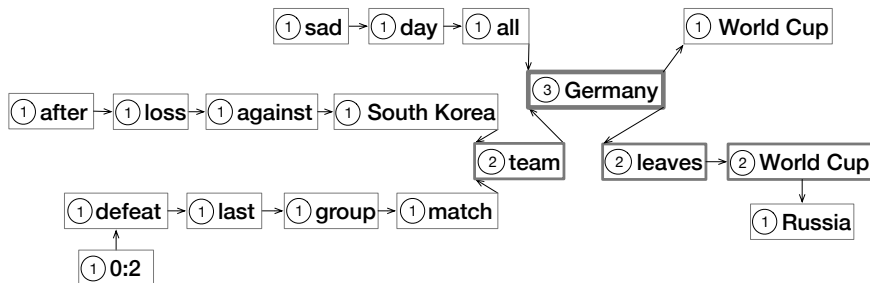 1 sad 1 day 1 all 1 World Cup
3 Germany
1 after 1 loss 1 against 1 South Korea
2 team 2 leaves 2 World Cup
1 defeat 1 last 1 group 1 match 1 Russia
1 0:2